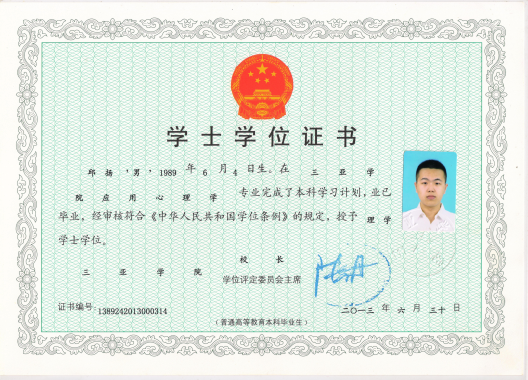 学士学位证书
邱扬,男,1989年6月4日生。在三亚学
院应用心理学专业完成了本科学习计划,业已
毕业,经审核符合《中华人民共和国学位条例》的规定,授予理学
学士学位。
三亚学院
校长
学位评定委员会主席
证书编号:1389242013000314
二〇一三年六月三十日
(普通高等教育本科毕业生)